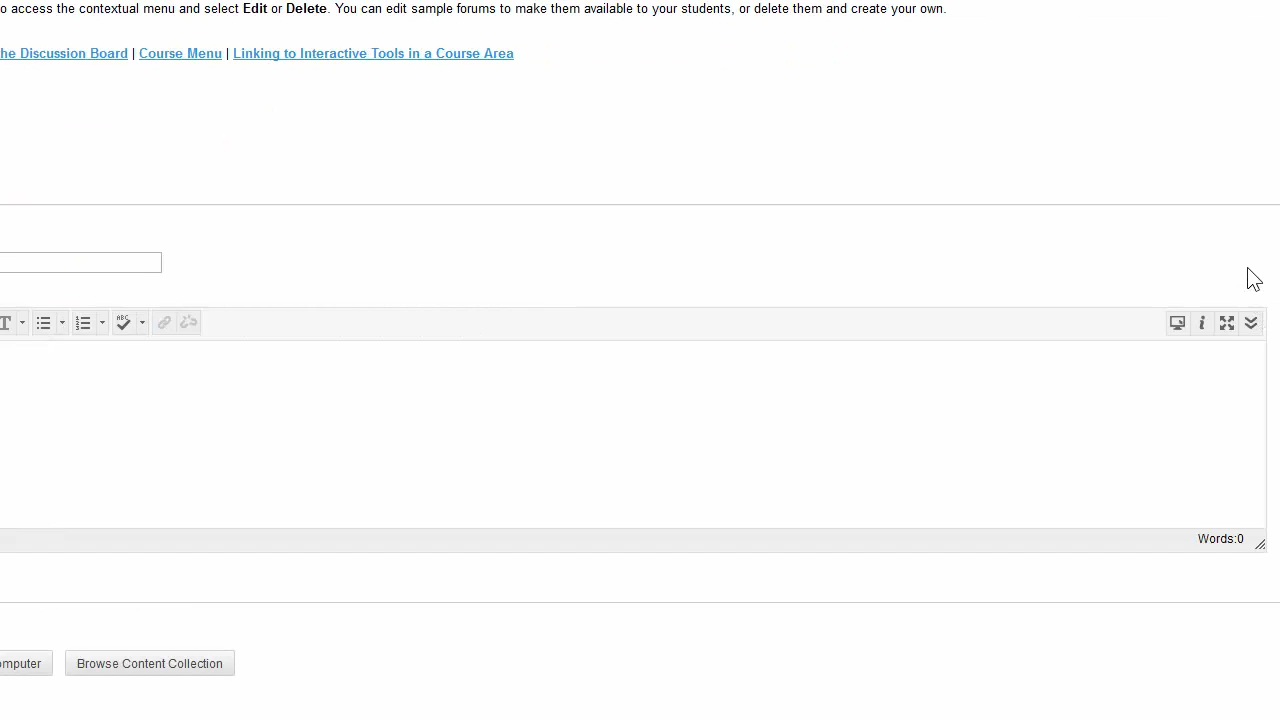 o access the contextual menu and select Edit or Delete. You can edit sample forums to make them available to your students, or delete them and create your own.
he Discussion Board | Course Menu | Linking to Interactive Tools in a Course Area
T ABC i
Words:0
omputer Browse Content Collection